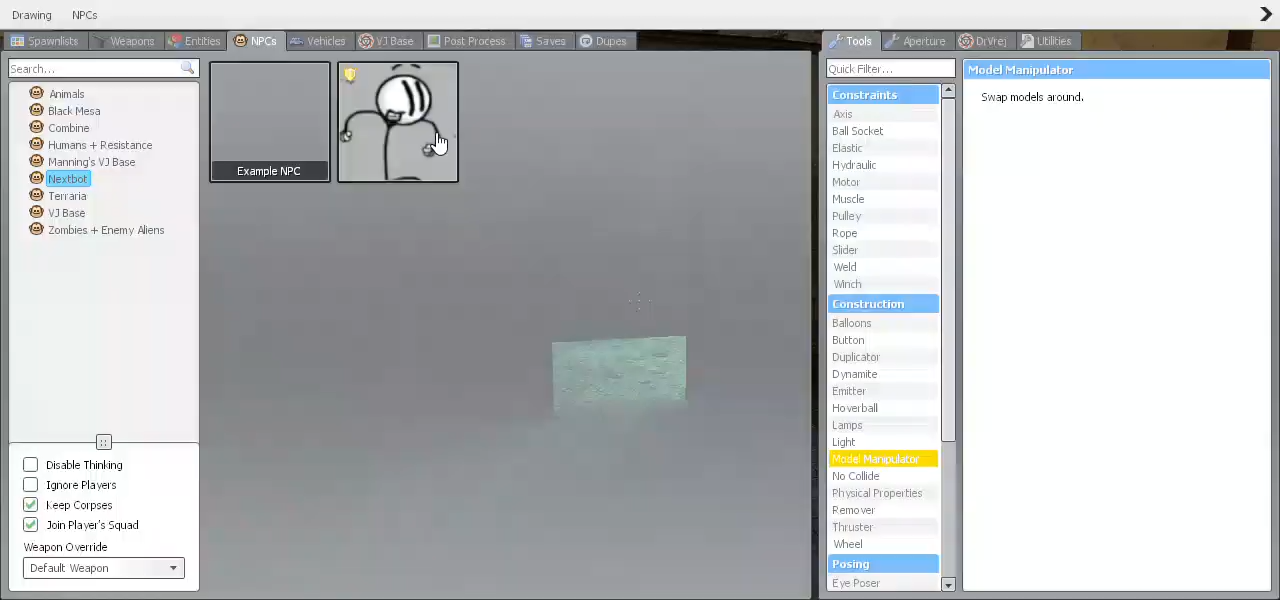 Drawing NPCs
Spawnlists Weapons Entities NPCs Vehicles VJ Base Post Process Saves Dupes Tools Aperture DrVrej Utilities
Search...
Animals
Black Mesa
Combine
Humans + Resistance
Manning's VJ Base
Nextbot
Terraria
VJ Base
Zombies + Enemy Aliens
Disable Thinking
Ignore Players
Keep Corpses
Join Player's Squad
Weapon Override
Default Weapon
Example NPC
Quick Filter...
Constraints
Axis
Ball Socket
Elastic
Hydraulic
Motor
Muscle
Pulley
Rope
Slider
Weld
Winch
Construction
Balloons
Button
Duplicator
Dynamite
Emitter
Hoverball
Lamps
Light
Model Manipulator
No Collide
Physical Properties
Remover
Thruster
Wheel
Posing
Eye Poser
Model Manipulator
Swap models around.